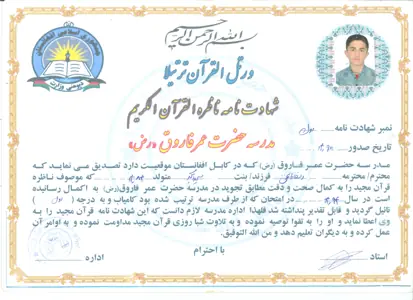 بسم الله الرحمن الرحیم
ورتل القرآن ترتیلا
شهادت نامه ناظره القرآن الکریم
مدرسه حضرت عمر فاروق «رض»
نمبر شهادت نامه
تاریخ صدور
مدرسه حضرت عمر فاروق (رض) که در کابل افغانستان موقعیت دارد تصدیق می نماید که
محترم/محترمه فرزند/بنت متولد که موصوف ناظره
قرآن مجید را به کمال صحت و دقت مطابق تجوید در مدرسه حضرت عمر فاروق (رض) به اکمال رسانیده
است در سال در امتحان که از طرف مدرسه ترتیب شده بود کامیاب و به درجه ( )
نائیل گردید و قابل تقدیر پنداشته شد. فلهذا اداره مدرسه لازم دانست که این شهادت نامه قرآن مجید را به
وی اعطا نماید و او را به تقوا توصیه نموده و به تلاوت شبا روزی قرآن مجید مداومت نموده و به اوامر آن
عمل کرده و به دیگران تعلیم دهد و من الله التوفیق.
با احترام
استاد اداره